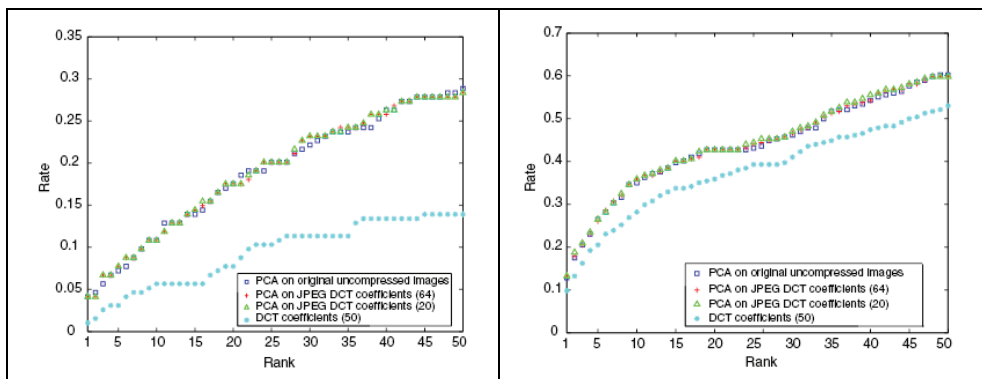 0.35
0.3
0.25
0.2
0.15
0.1
0.05
0
Rate
1 5 10 15 20 25 30 35 40 45 50
Rank
PCA on original uncompressed images
PCA on JPEG DCT coefficients (64)
PCA on JPEG DCT coefficients (20)
DCT coefficients (50)
0.7
0.6
0.5
0.4
0.3
0.2
0.1
0
Rate
1 5 10 15 20 25 30 35 40 45 50
Rank
PCA on original uncompressed images
PCA on JPEG DCT coefficients (64)
PCA on JPEG DCT coefficients (20)
DCT coefficients (50)